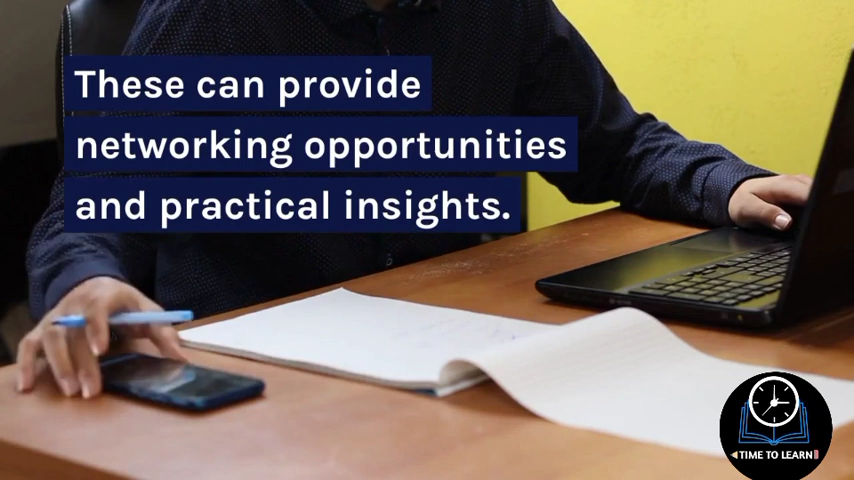 These can provide
networking opportunities
and practical insights.
TIME TO LEARN